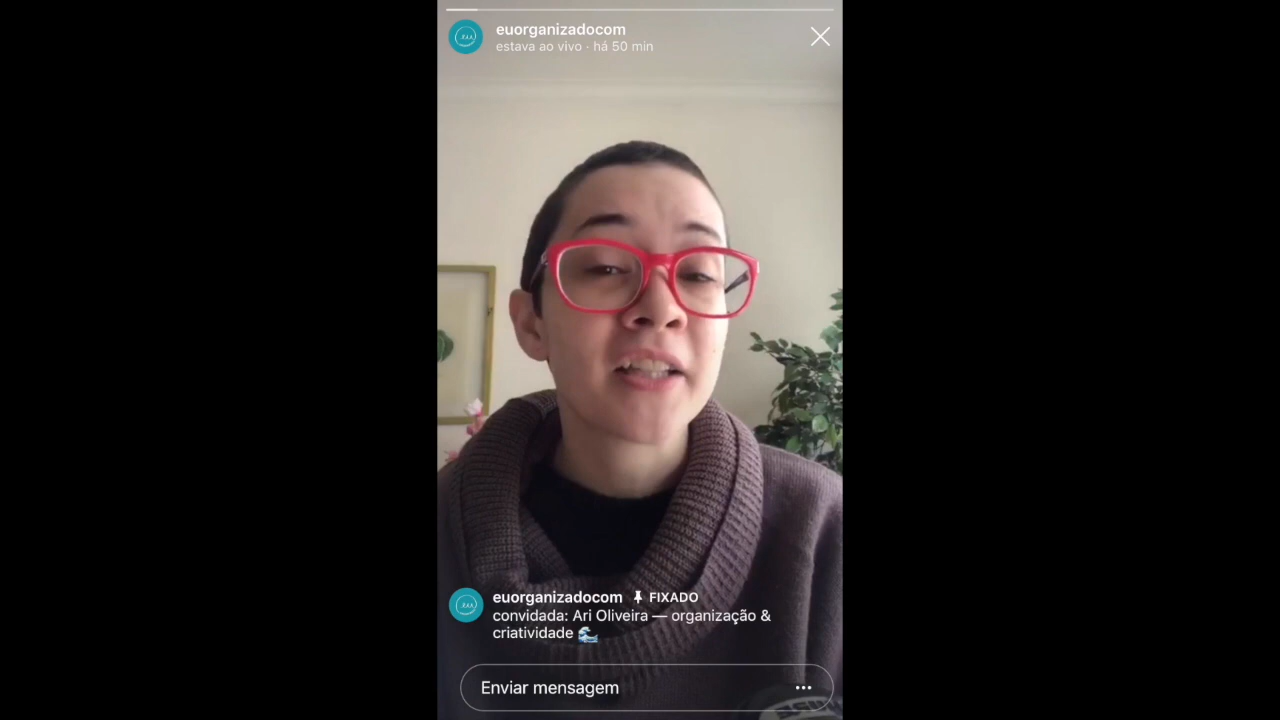 euorganizadocom
estava ao vivo · há 50 min
euorganizadocom FIXADO
convidada: Ari Oliveira — organização &
criatividade 🌊
Enviar mensagem